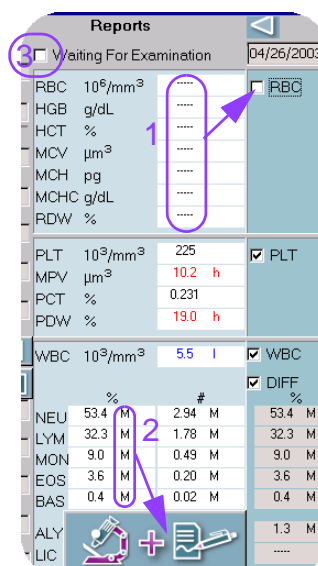 Reports
3 Waiting For Examination 04/26/2003
RBC 10⁶/mm³ ----- RBC
HGB g/dL -----
HCT % -----
1
MCV µm³ -----
MCH pg -----
MCHC g/dL -----
RDW % -----
PLT 10³/mm³ 225 PLT
MPV µm³ 10.2 h
PCT % 0.231
PDW % 19.0 h
WBC 10³/mm³ 5.5 l WBC
DIFF
% # %
NEU 53.4 M 2.94 M 53.4 M
LYM 32.3 M 2 1.78 M 32.3 M
MON 9.0 M 0.49 M 9.0 M
EOS 3.6 M 0.20 M 3.6 M
BAS 0.4 M 0.02 M 0.4 M
ALY 1.3 M
LIC -----
+